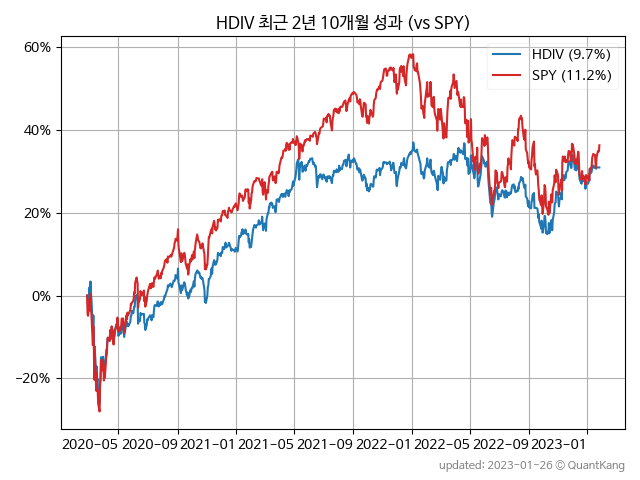 HDIV 최근 2년 10개월 성과 (vs SPY)
60%
40%
20%
0%
−20%
HDIV (9.7%)
SPY (11.2%)
2020-05 2020-09 2021-01 2021-05 2021-09 2022-01 2022-05 2022-09 2023-01
updated: 2023-01-26 © QuantKang